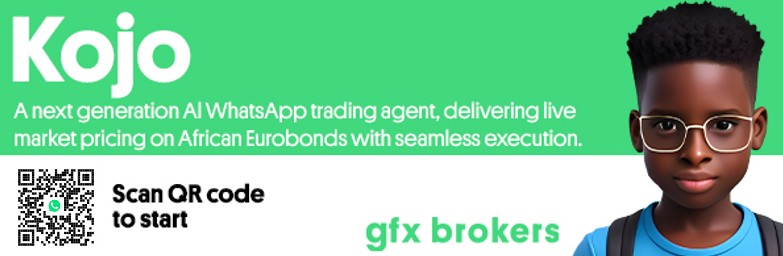 Kojo
A next generation AI WhatsApp trading agent, delivering live
market pricing on African Eurobonds with seamless execution.
Scan QR code
to start
gfx brokers